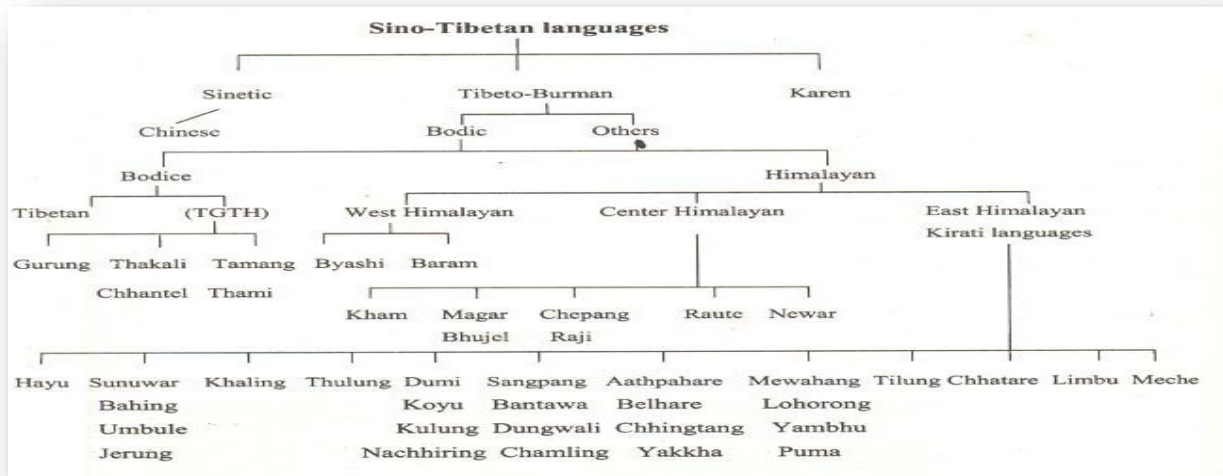 Sino-Tibetan languages
Sinetic Tibeto-Burman Karen
Chinese Bodic Others
Bodice Himalayan
Tibetan (TGTH) West Himalayan Center Himalayan East Himalayan
Kirati languages
Gurung Thakali Tamang Byashi Baram
Chhantel Thami
Kham Magar Chepang Raute Newar
Bhujel Raji
Hayu Sunuwar Khaling Thulung Dumi Sangpang Aathpahare Mewahang Tilung Chhatare Limbu Meche
Bahing Koyu Bantawa Belhare Lohorong
Umbule Kulung Dungwali Chhingtang Yambhu
Jerung Nachhiring Chamling Yakkha Puma